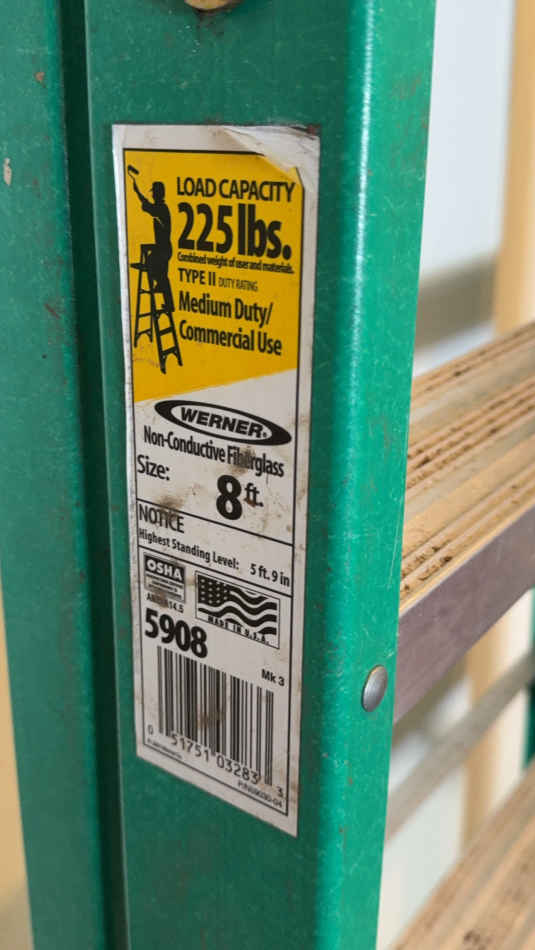 LOAD CAPACITY
225 lbs.
Combined weight of user and materials.
TYPE II DUTY RATING
Medium Duty/
Commercial Use
WERNER®
Non-Conductive Fiberglass
Size:
8 ft.
NOTICE
Highest Standing Level: 5 ft. 9 in
OSHA
MADE IN U.S.A.
5908
Mk 3
0 51751 03283 3